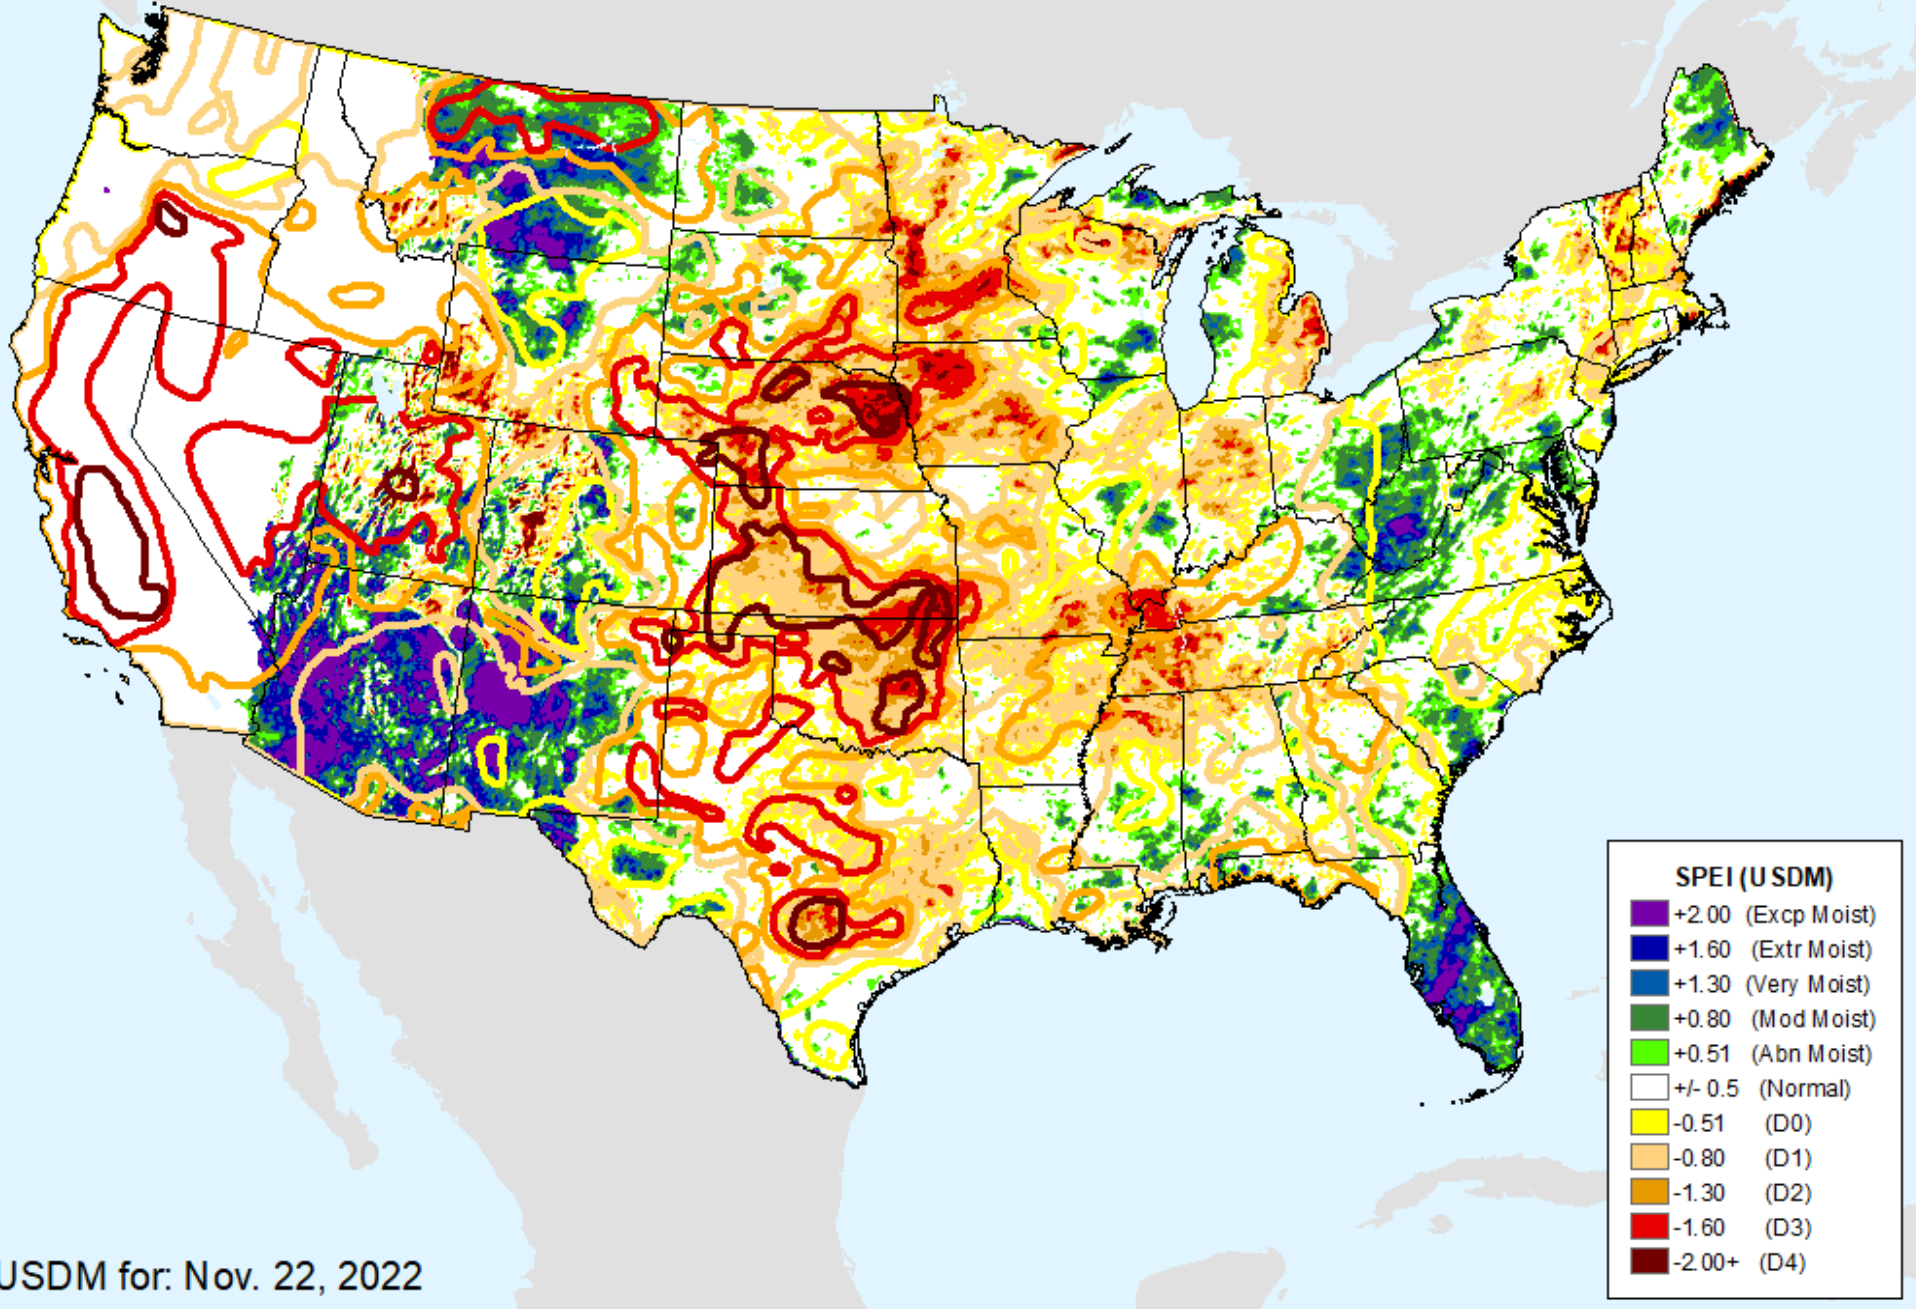 SPEI (USDM)
+2.00 (Excp Moist)
+1.60 (Extr Moist)
+1.30 (Very Moist)
+0.80 (Mod Moist)
+0.51 (Abn Moist)
+/- 0.5 (Normal)
-0.51 (D0)
-0.80 (D1)
-1.30 (D2)
-1.60 (D3)
-2.00+ (D4)
USDM for: Nov. 22, 2022